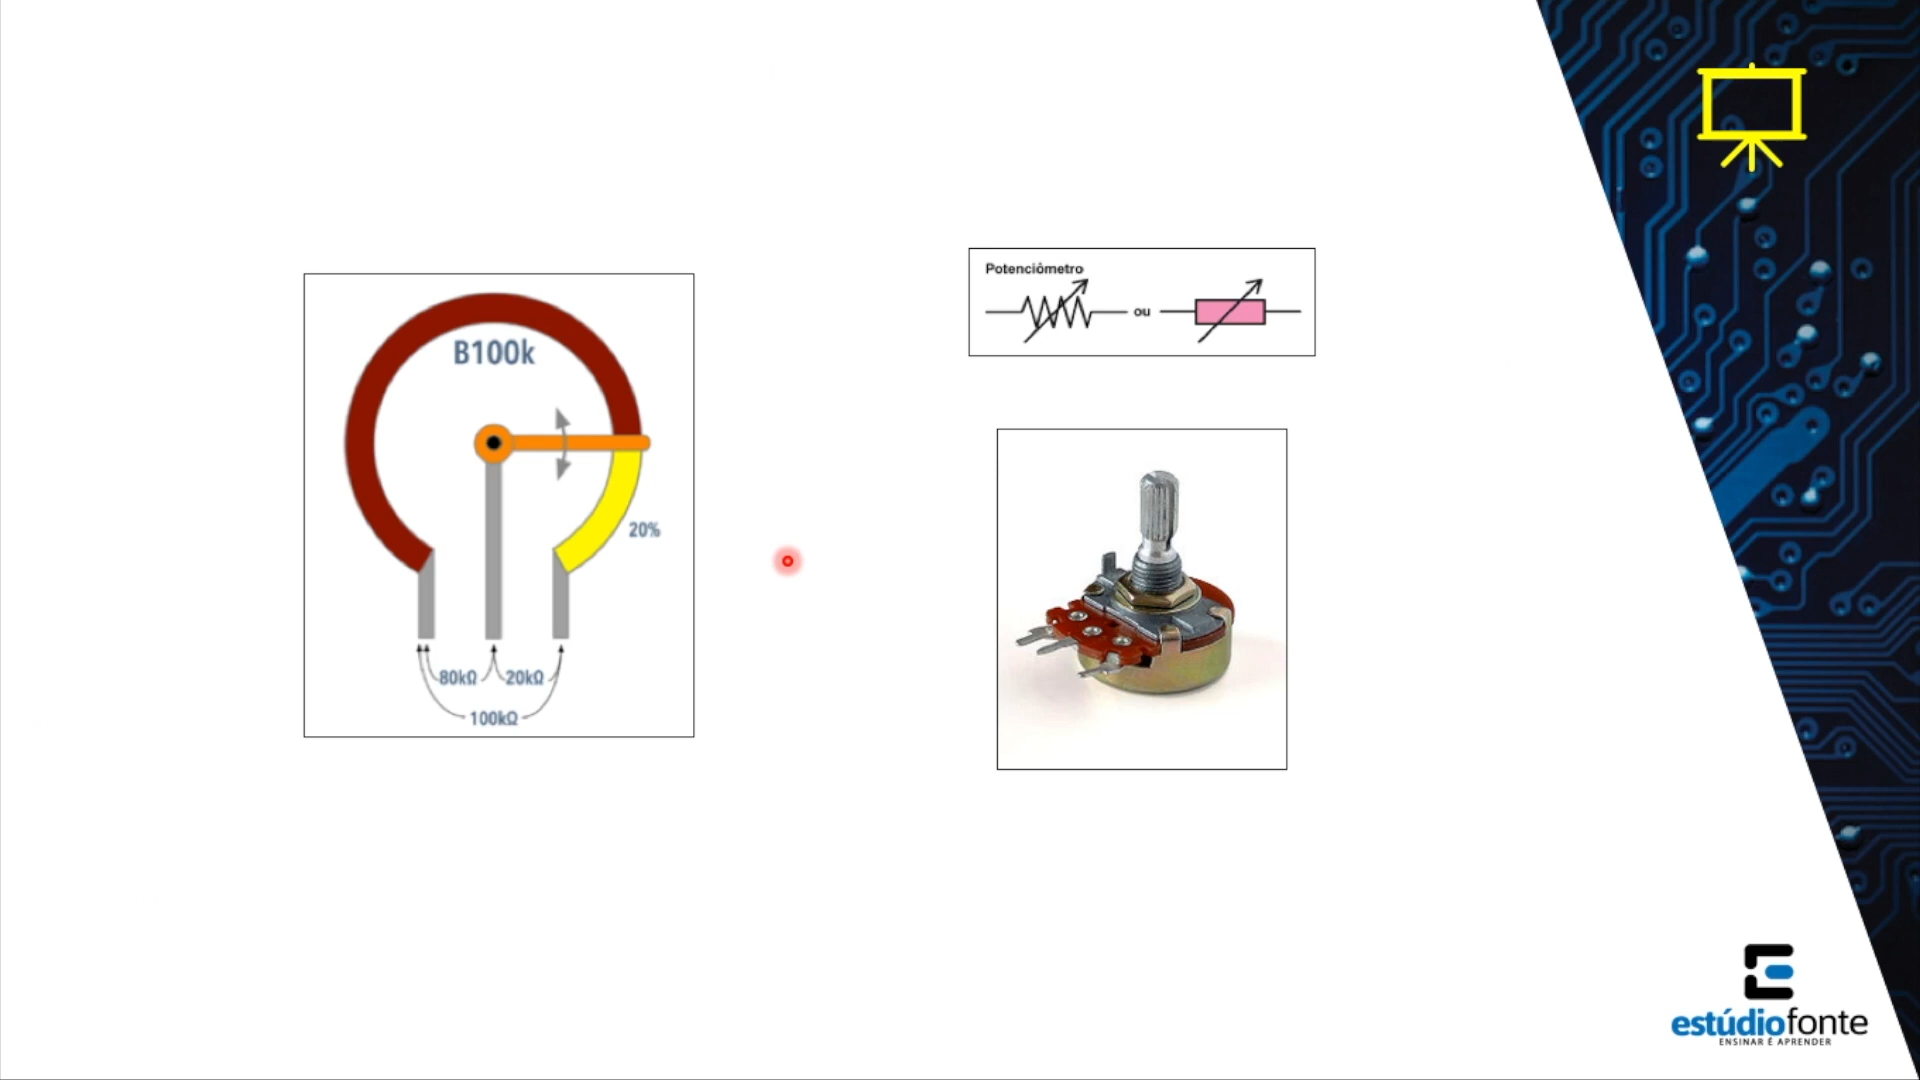 B100k
20%
80kΩ 20kΩ
100kΩ
Potenciômetro
ou
estúdiofonte
ENSINAR É APRENDER